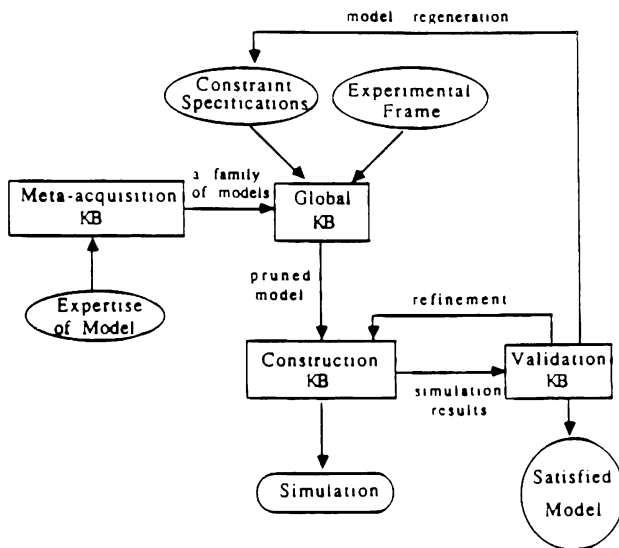 model regeneration
Constraint
Specifications
Experimental
Frame
a family
of models
Meta-acquisition
KB
Global
KB
Expertise
of Model
pruned
model
refinement
Construction
KB
Validation
KB
simulation
results
Simulation
Satisfied
Model